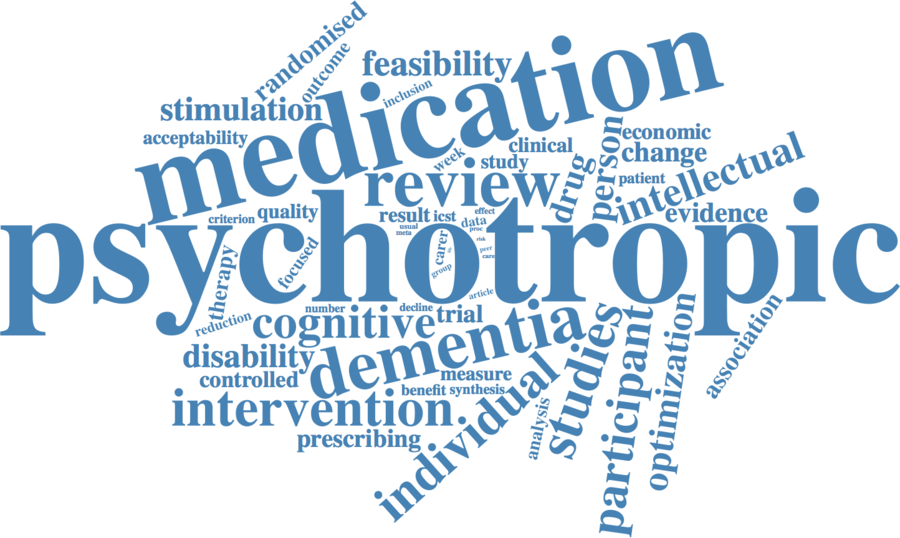 randomised
outcome
feasibility
medication
inclusion
stimulation
acceptability
week
clinical
study
drug
person
economic
change
patient
intellectual
evidence
review
criterion
quality
result
icst
effect
usual
meta
data
proc
risk
peer
care
carer
group
psychotropic
therapy
focused
article
reduction
number
decline
cognitive
trial
dementia
disability
controlled
measure
benefit
synthesis
intervention
prescribing
individual
analysis
studies
participant
optimization
association